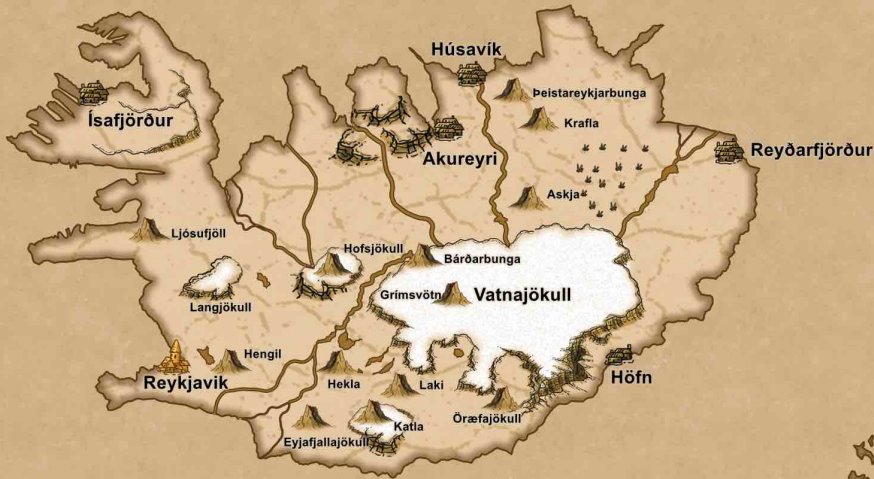 Húsavík
Þeistareykjarbunga
Ísafjörður
Krafla
Akureyri
Reyðarfjörður
Askja
Ljósufjöll
Hofsjökull
Bárðarbunga
Grímsvötn
Vatnajökull
Langjökull
Hengil
Reykjavik
Hekla
Laki
Höfn
Öræfajökull
Katla
Eyjafjallajökull